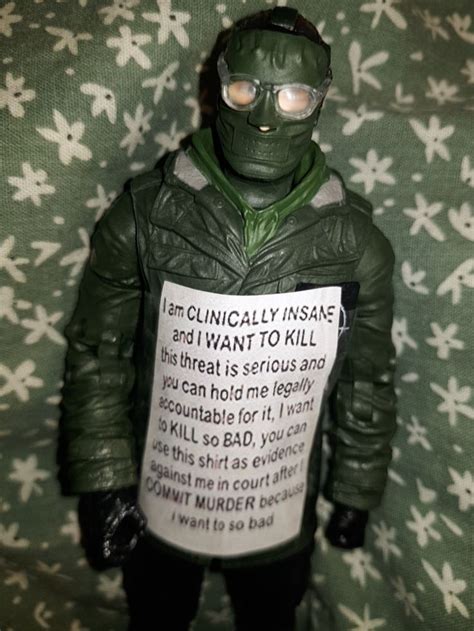 I am CLINICALLY INSANE
and I WANT TO KILL
this threat is serious and
you can hold me legally
accountable for it, I want
to KILL so BAD, you can
use this shirt as evidence
against me in court after I
COMMIT MURDER because
I want to so bad